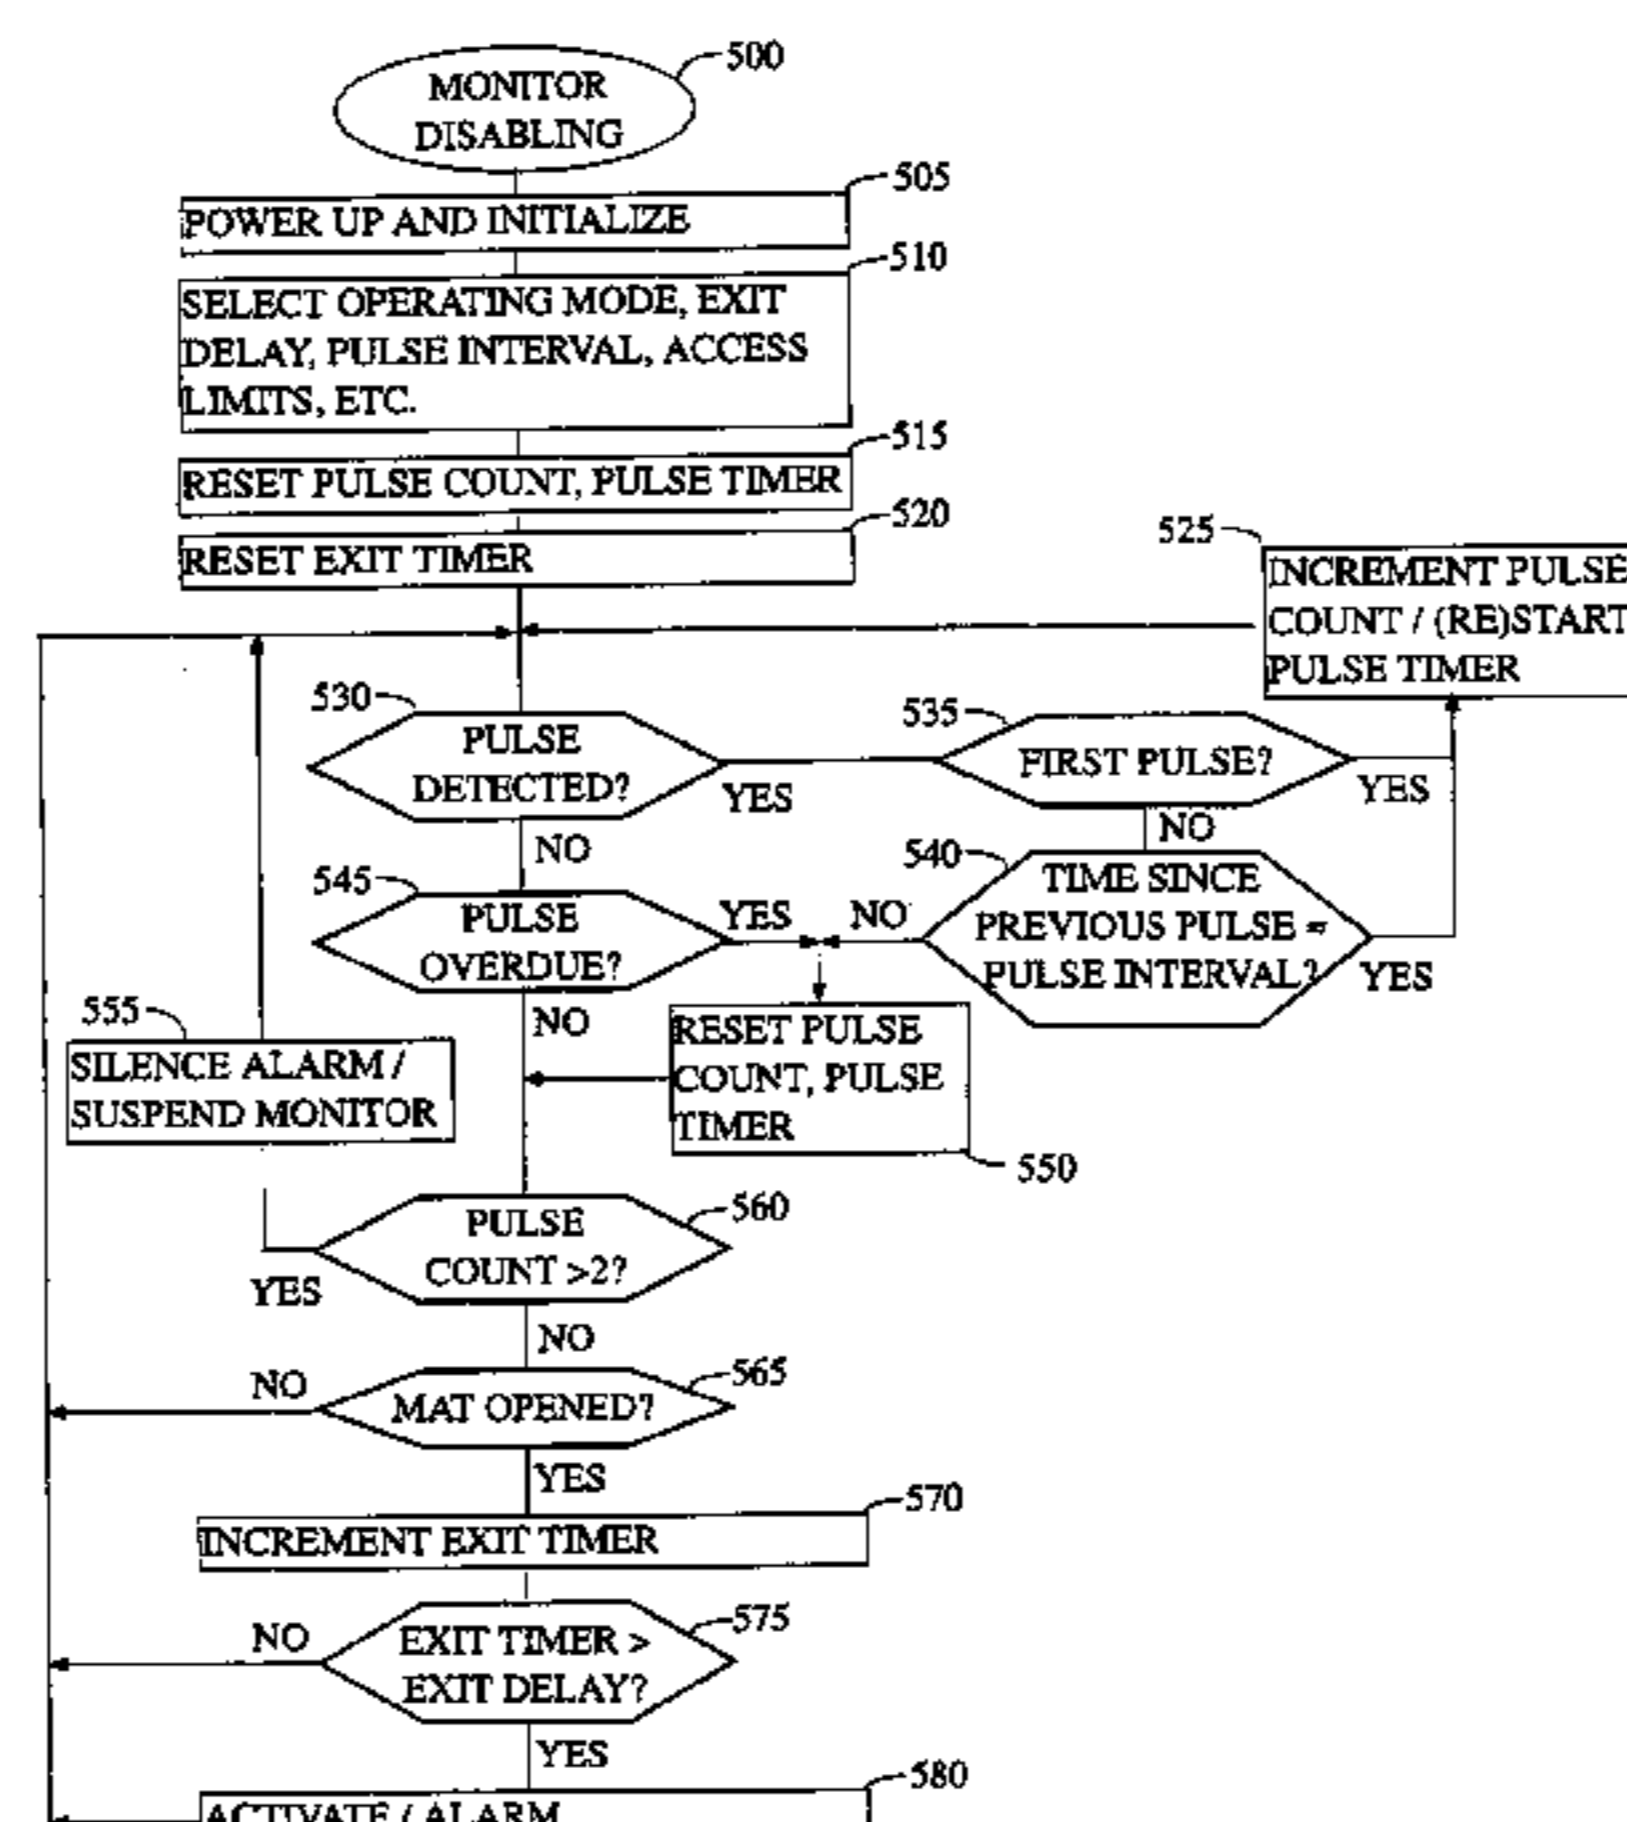 500
MONITOR
DISABLING
505
POWER UP AND INITIALIZE
510
SELECT OPERATING MODE, EXIT
DELAY, PULSE INTERVAL, ACCESS
LIMITS, ETC.
515
RESET PULSE COUNT, PULSE TIMER
520
RESET EXIT TIMER
525
INCREMENT PULSE
COUNT / (RE)START
PULSE TIMER
530
PULSE
DETECTED?
YES
NO
535
FIRST PULSE?
YES
NO
540
TIME SINCE
PREVIOUS PULSE =
PULSE INTERVAL?
NO
YES
545
PULSE
OVERDUE?
YES
NO
550
RESET PULSE
COUNT, PULSE
TIMER
555
SILENCE ALARM /
SUSPEND MONITOR
560
PULSE
COUNT >2?
YES
NO
565
MAT OPENED?
NO
YES
570
INCREMENT EXIT TIMER
575
EXIT TIMER >
EXIT DELAY?
NO
YES
580
ACTIVATE / ALARM